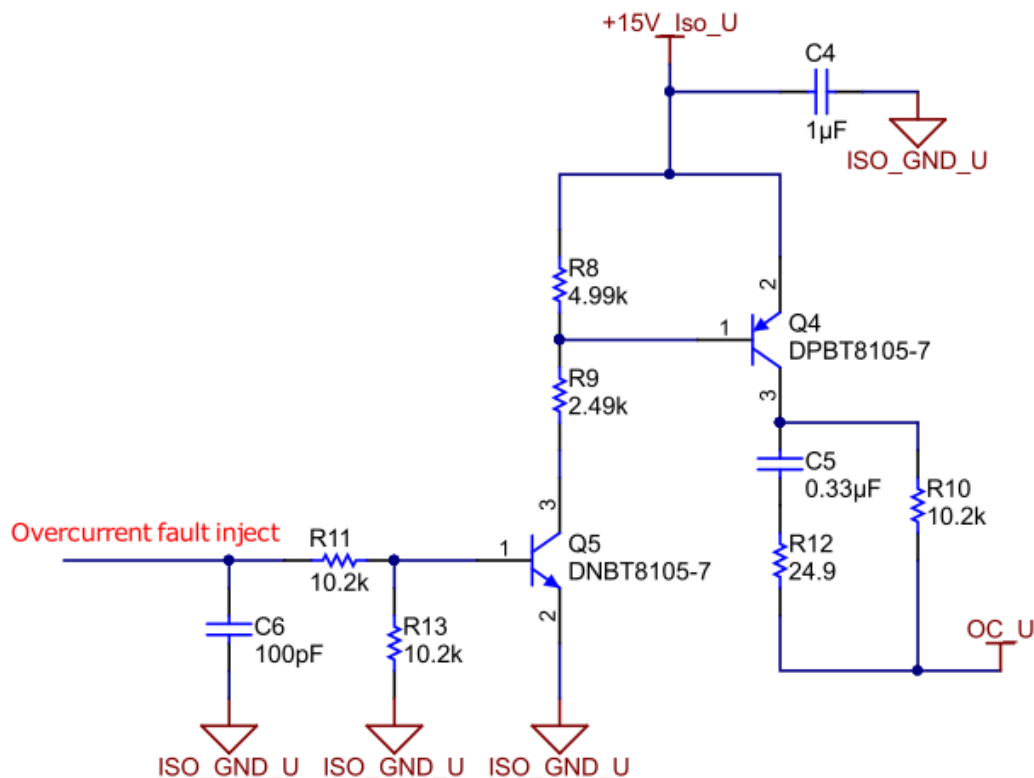 +15V_Iso_U
C4
1µF
ISO_GND_U
R8
4.99k
2
1
Q4
DPBT8105-7
R9
2.49k
3
C5
0.33µF
R10
10.2k
Overcurrent fault inject
R11
10.2k
3
1
Q5
DNBT8105-7
R12
24.9
2
C6
100pF
R13
10.2k
OC_U
ISO_GND_U
ISO_GND_U
ISO_GND_U